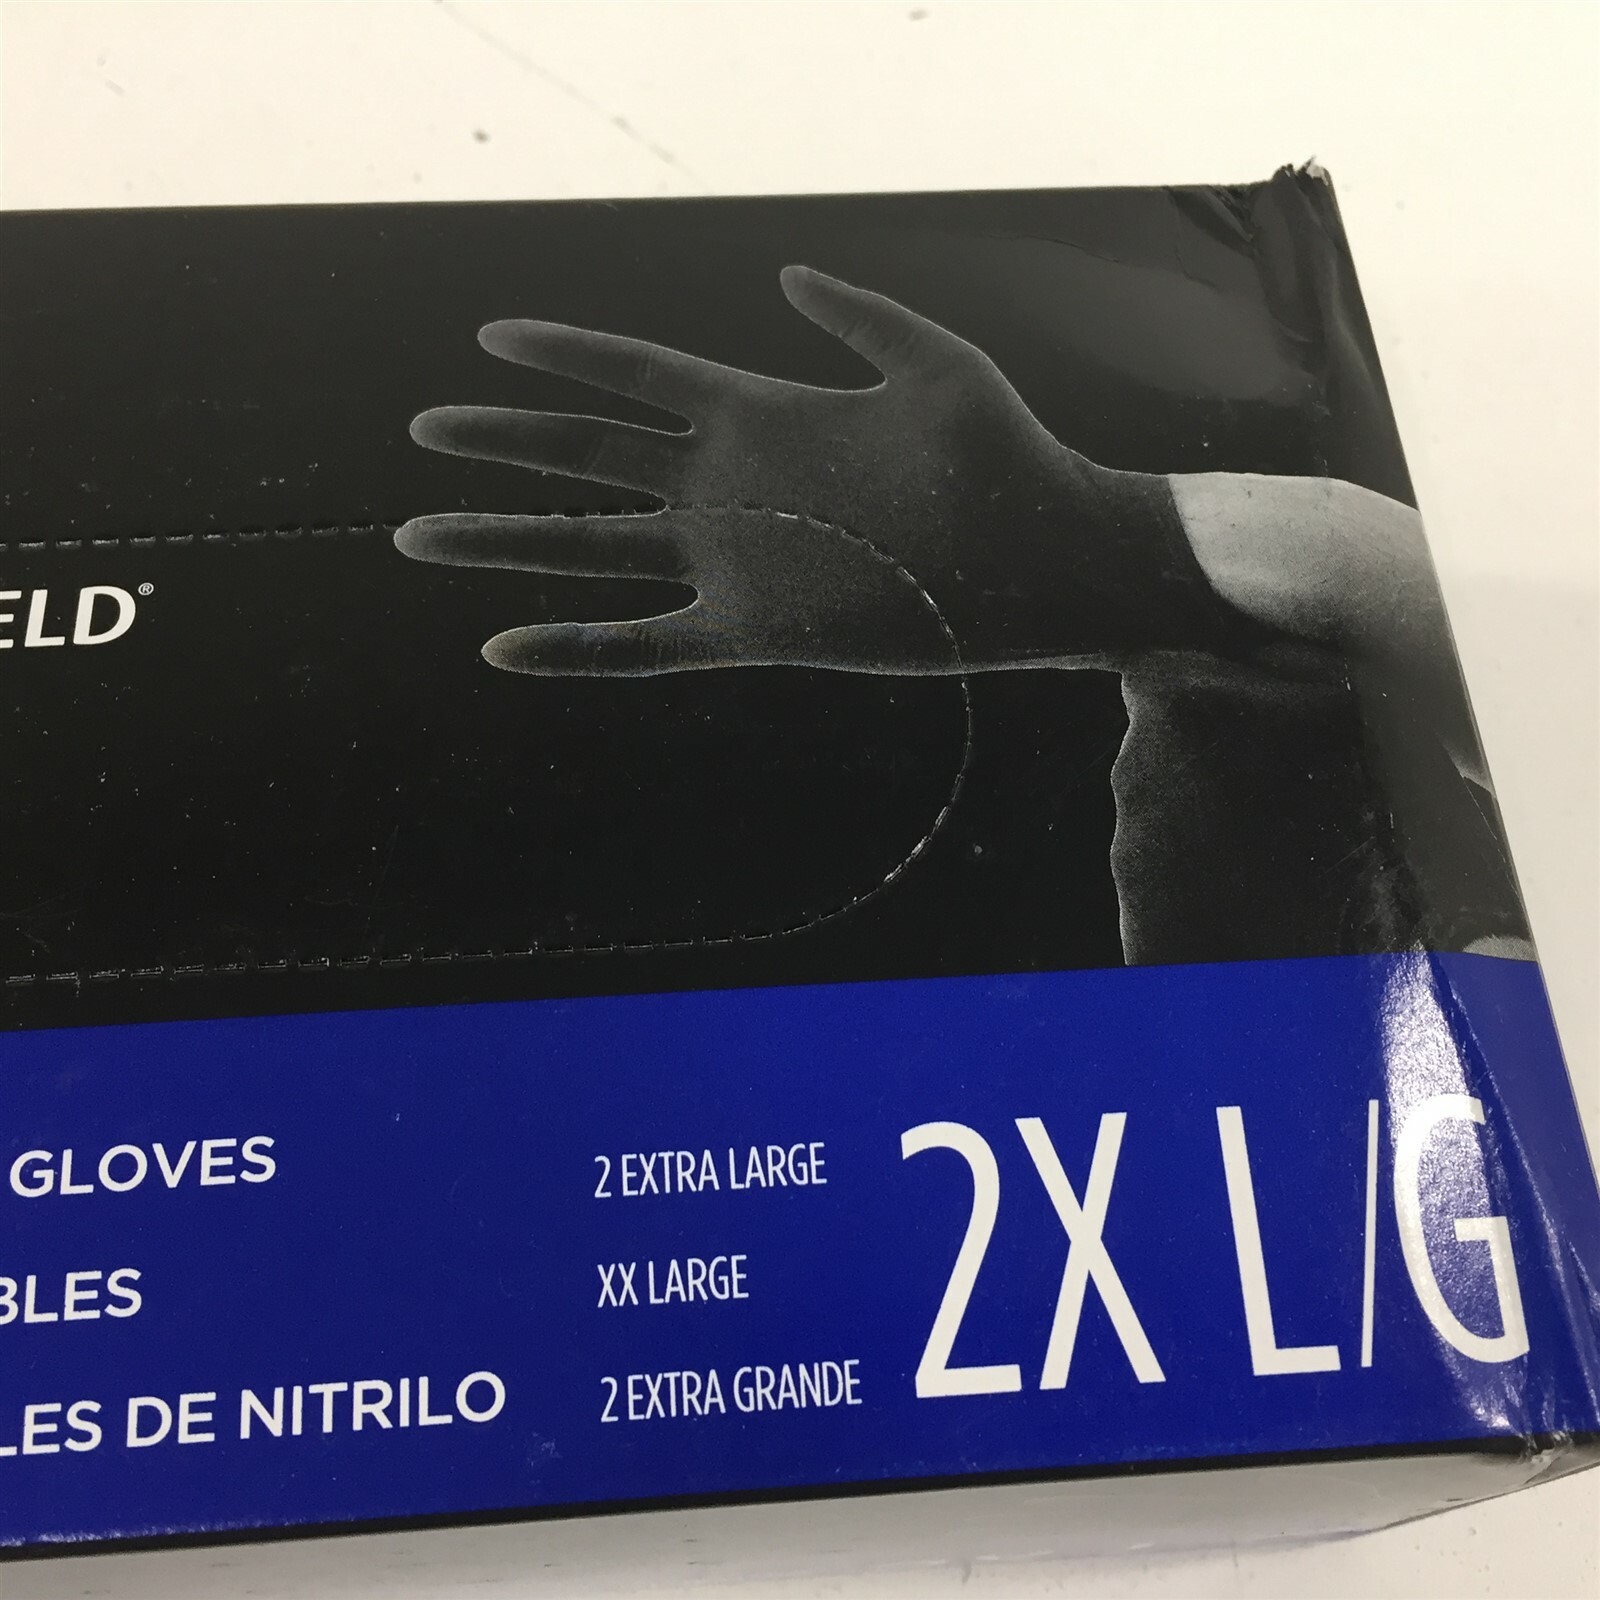 ELD®
GLOVES
2 EXTRA LARGE
BLES
XX LARGE
LES DE NITRILO
2 EXTRA GRANDE
2X L/G